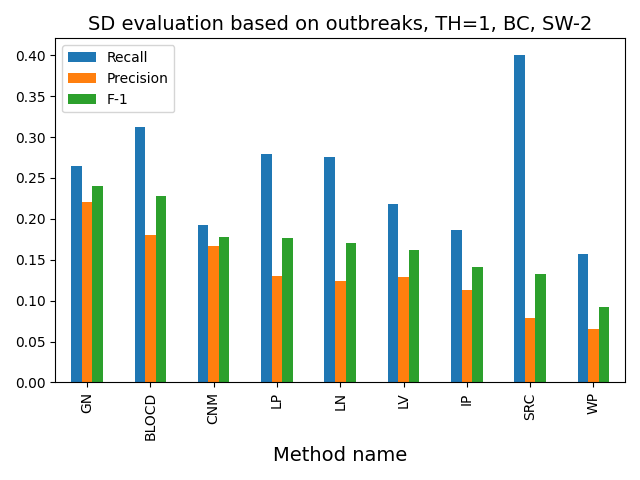 SD evaluation based on outbreaks, TH=1, BC, SW-2
Recall
Precision
F-1
0.40
0.35
0.30
0.25
0.20
0.15
0.10
0.05
0.00
GN
BLOCD
CNM
LP
LN
LV
IP
SRC
WP
Method name